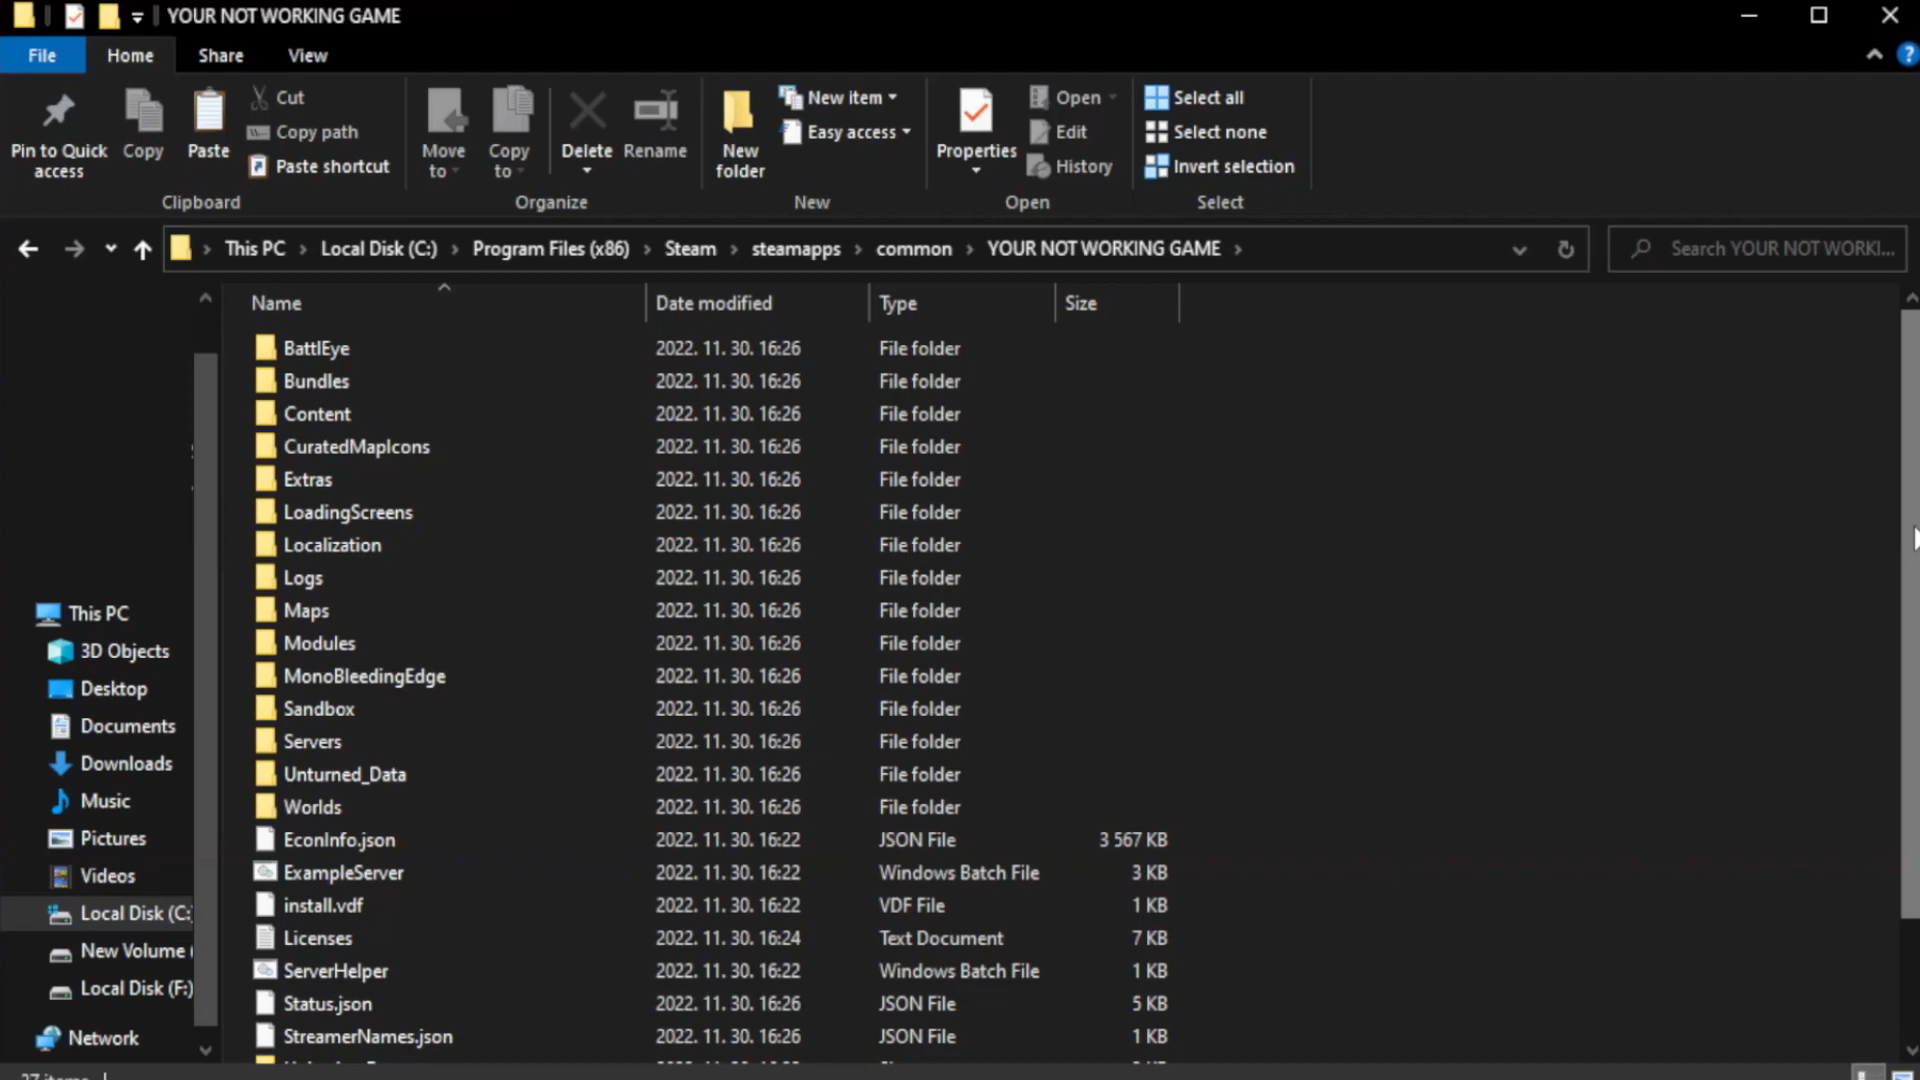 YOUR NOT WORKING GAME
File Home Share View
Pin to Quick access
Copy
Paste
Cut
Copy path
Paste shortcut
Clipboard
Move to
Copy to
Delete
Rename
Organize
New folder
New item
Easy access
New
Properties
Open
Edit
History
Open
Select all
Select none
Invert selection
Select
This PC > Local Disk (C:) > Program Files (x86) > Steam > steamapps > common > YOUR NOT WORKING GAME >
Search YOUR NOT WORKI...
This PC
3D Objects
Desktop
Documents
Downloads
Music
Pictures
Videos
Local Disk (C:
New Volume (
Local Disk (F:)
Network
Name Date modified Type Size
BattlEye 2022. 11. 30. 16:26 File folder
Bundles 2022. 11. 30. 16:26 File folder
Content 2022. 11. 30. 16:26 File folder
CuratedMapIcons 2022. 11. 30. 16:26 File folder
Extras 2022. 11. 30. 16:26 File folder
LoadingScreens 2022. 11. 30. 16:26 File folder
Localization 2022. 11. 30. 16:26 File folder
Logs 2022. 11. 30. 16:26 File folder
Maps 2022. 11. 30. 16:26 File folder
Modules 2022. 11. 30. 16:26 File folder
MonoBleedingEdge 2022. 11. 30. 16:26 File folder
Sandbox 2022. 11. 30. 16:26 File folder
Servers 2022. 11. 30. 16:26 File folder
Unturned_Data 2022. 11. 30. 16:26 File folder
Worlds 2022. 11. 30. 16:26 File folder
EconInfo.json 2022. 11. 30. 16:22 JSON File 3 567 KB
ExampleServer 2022. 11. 30. 16:22 Windows Batch File 3 KB
install.vdf 2022. 11. 30. 16:22 VDF File 1 KB
Licenses 2022. 11. 30. 16:24 Text Document 7 KB
ServerHelper 2022. 11. 30. 16:22 Windows Batch File 1 KB
Status.json 2022. 11. 30. 16:26 JSON File 5 KB
StreamerNames.json 2022. 11. 30. 16:26 JSON File 1 KB